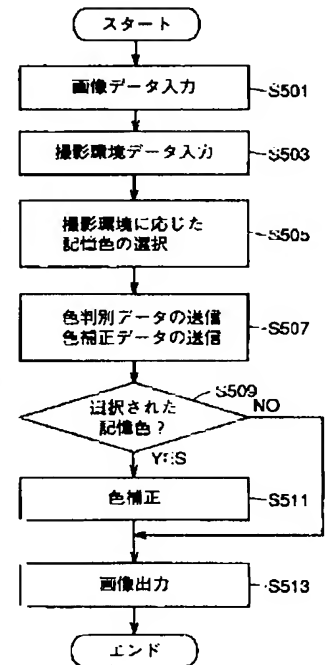 スタート
画像データ入力
S501
撮影環境データ入力
S503
撮影環境に応じた
記憶色の選択
S505
色判別データの送信
色補正データの送信
S507
S509
選択された
記憶色?
NO
YES
色補正
S511
画像出力
S513
エンド